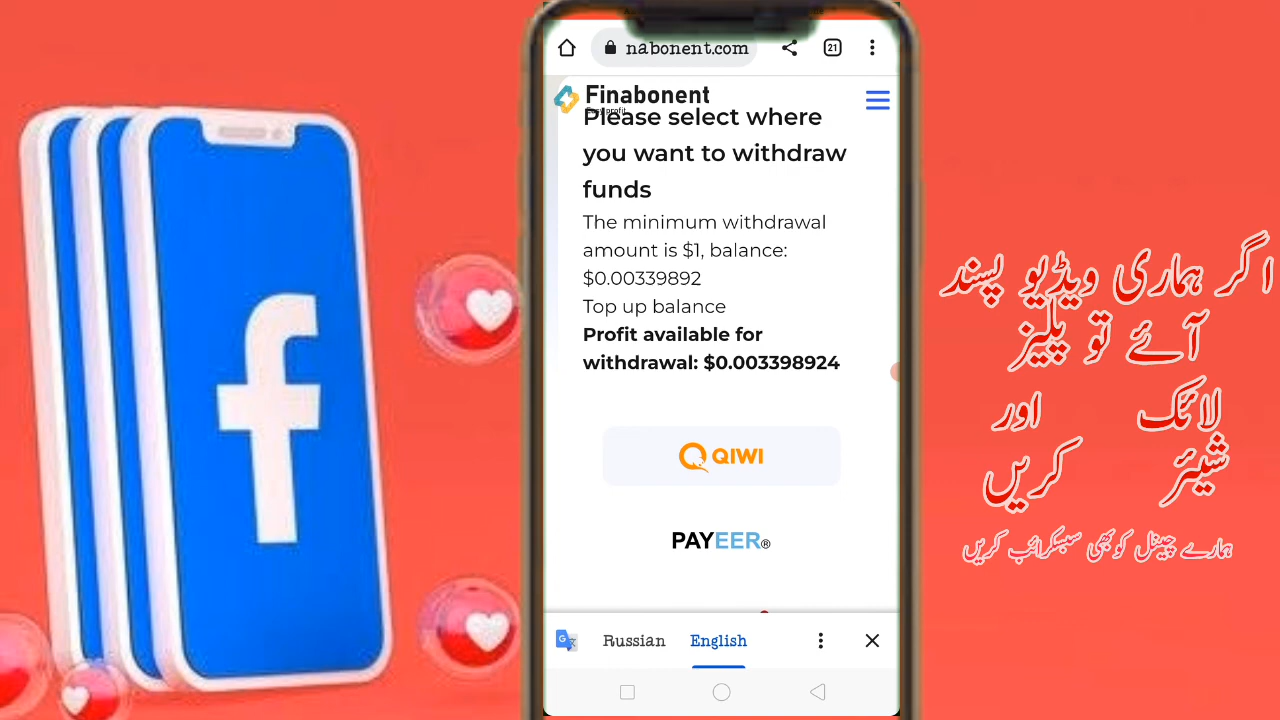 nabonent.com
21
Finabonent
Please select where
you want to withdraw
funds
The minimum withdrawal
amount is $1, balance:
$0.00339892
Top up balance
Profit available for
withdrawal: $0.003398924
QIWI
PAYEER®
Russian English
اگر ہماری ویڈیو پسند
آئے تو پلیز
لائک اور
شیئر کریں
ہمارے چینل کوبھی سبسکرائب کریں